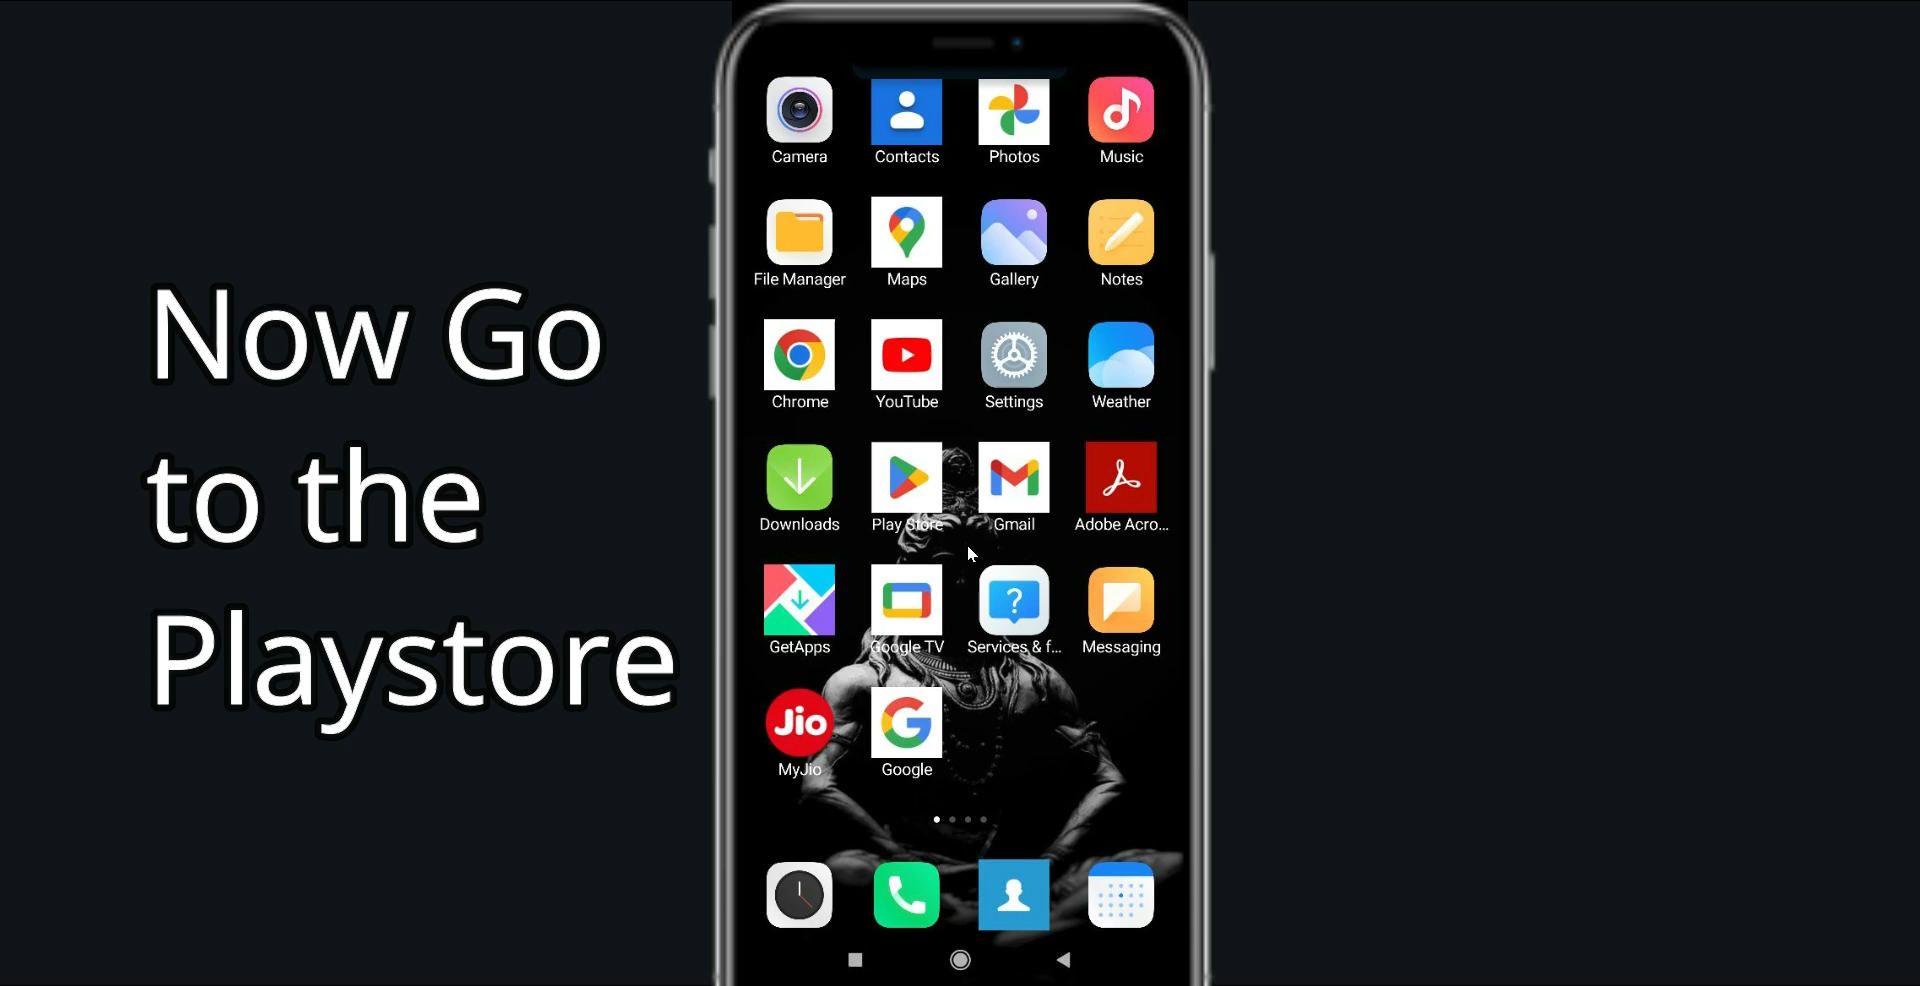 Now Go
to the
Playstore
Camera
Contacts
Photos
Music
File Manager
Maps
Gallery
Notes
Chrome
YouTube
Settings
Weather
Downloads
Play Store
Gmail
Adobe Acro...
GetApps
Google TV
?
Services & f...
Messaging
Jio
MyJio
G
Google